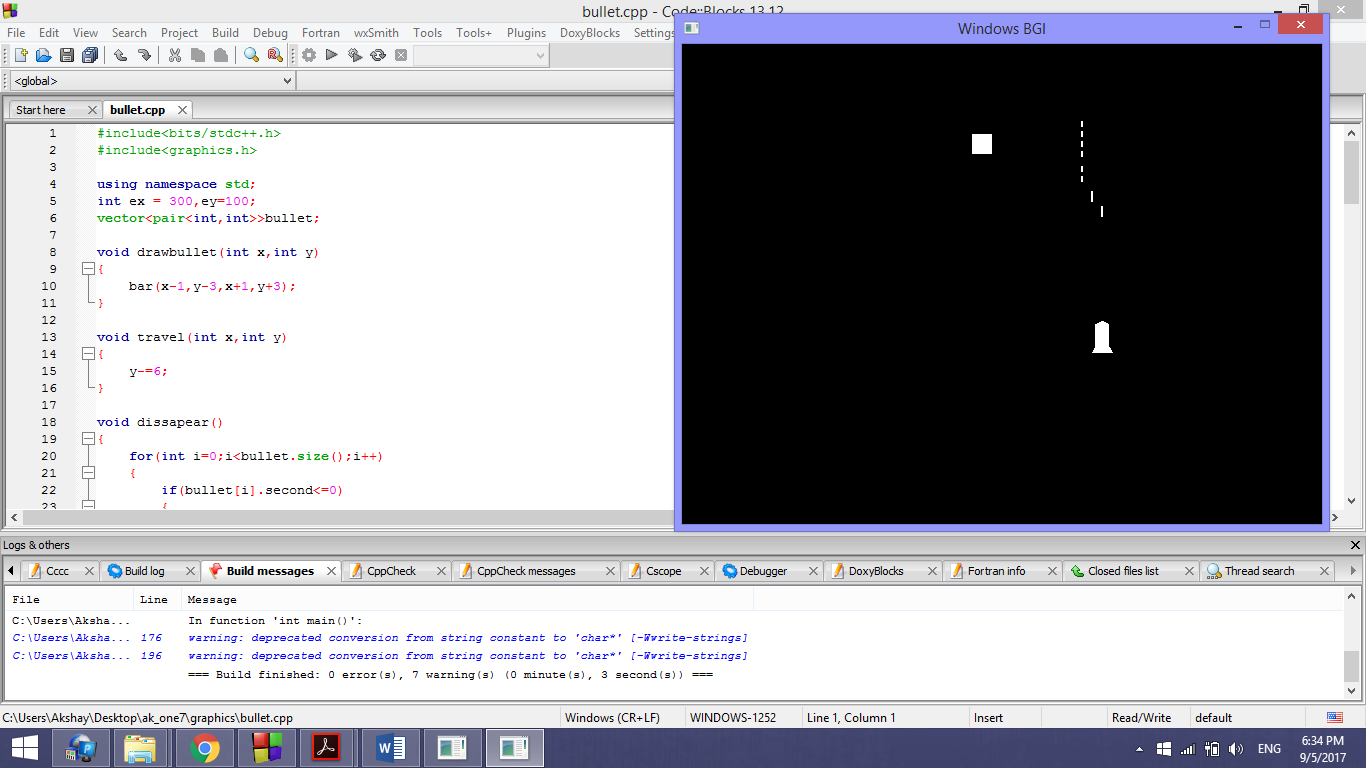 bullet.cpp - Code::Blocks 13.12
Windows BGI
File Edit View Search Project Build Debug Fortran wxSmith Tools Tools+ Plugins DoxyBlocks Settings
<global>
Start here bullet.cpp
1 #include<bits/stdc++.h>
2 #include<graphics.h>
3
4 using namespace std;
5 int ex = 300,ey=100;
6 vector<pair<int,int>>bullet;
7
8 void drawbullet(int x,int y)
9 {
10 bar(x-1,y-3,x+1,y+3);
11 }
12
13 void travel(int x,int y)
14 {
15 y-=6;
16 }
17
18 void dissapear()
19 {
20 for(int i=0;i<bullet.size();i++)
21 {
22 if(bullet[i].second<=0)
23 {
Logs & others
Cccc Build log Build messages CppCheck CppCheck messages Cscope Debugger DoxyBlocks Fortran info Closed files list Thread search
File Line Message
C:\Users\Aksha... In function 'int main()':
C:\Users\Aksha... 176 warning: deprecated conversion from string constant to 'char*' [-Wwrite-strings]
C:\Users\Aksha... 196 warning: deprecated conversion from string constant to 'char*' [-Wwrite-strings]
=== Build finished: 0 error(s), 7 warning(s) (0 minute(s), 3 second(s)) ===
C:\Users\Akshay\Desktop\ak_one7\graphics\bullet.cpp Windows (CR+LF) WINDOWS-1252 Line 1, Column 1 Insert Read/Write default
ENG 6:34 PM
9/5/2017